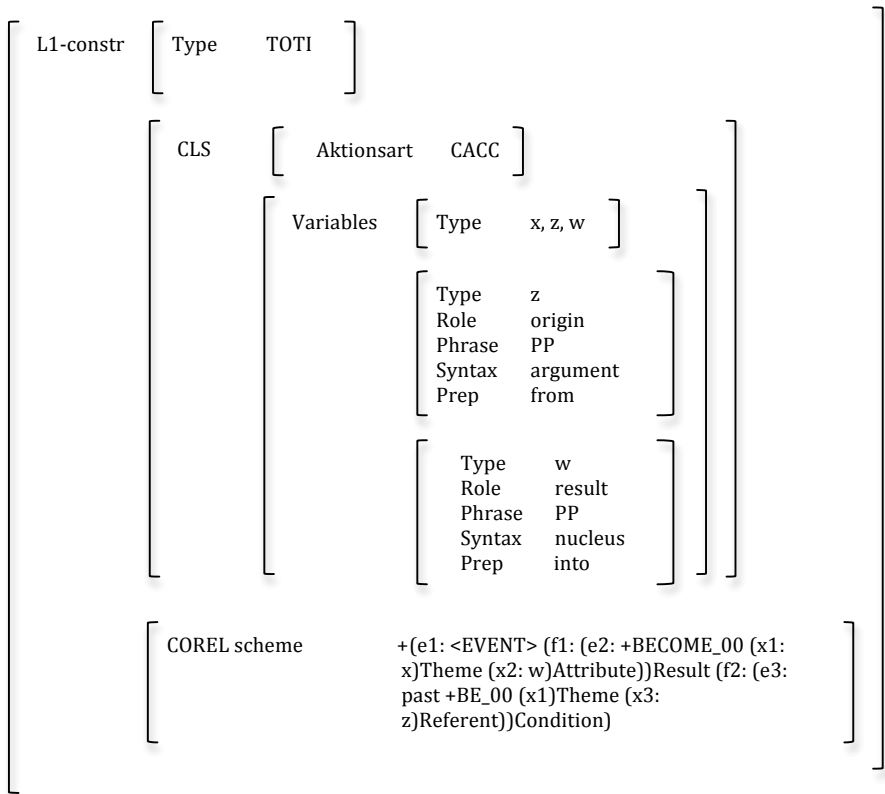 L1-constr Type TOTI
CLS Aktionsart CACC
Variables Type x, z, w
Type z
Role origin
Phrase PP
Syntax argument
Prep from
Type w
Role result
Phrase PP
Syntax nucleus
Prep into
COREL scheme +(e1: <EVENT> (f1: (e2: +BECOME_00 (x1:
x)Theme (x2: w)Attribute))Result (f2: (e3:
past +BE_00 (x1)Theme (x3:
z)Referent))Condition)